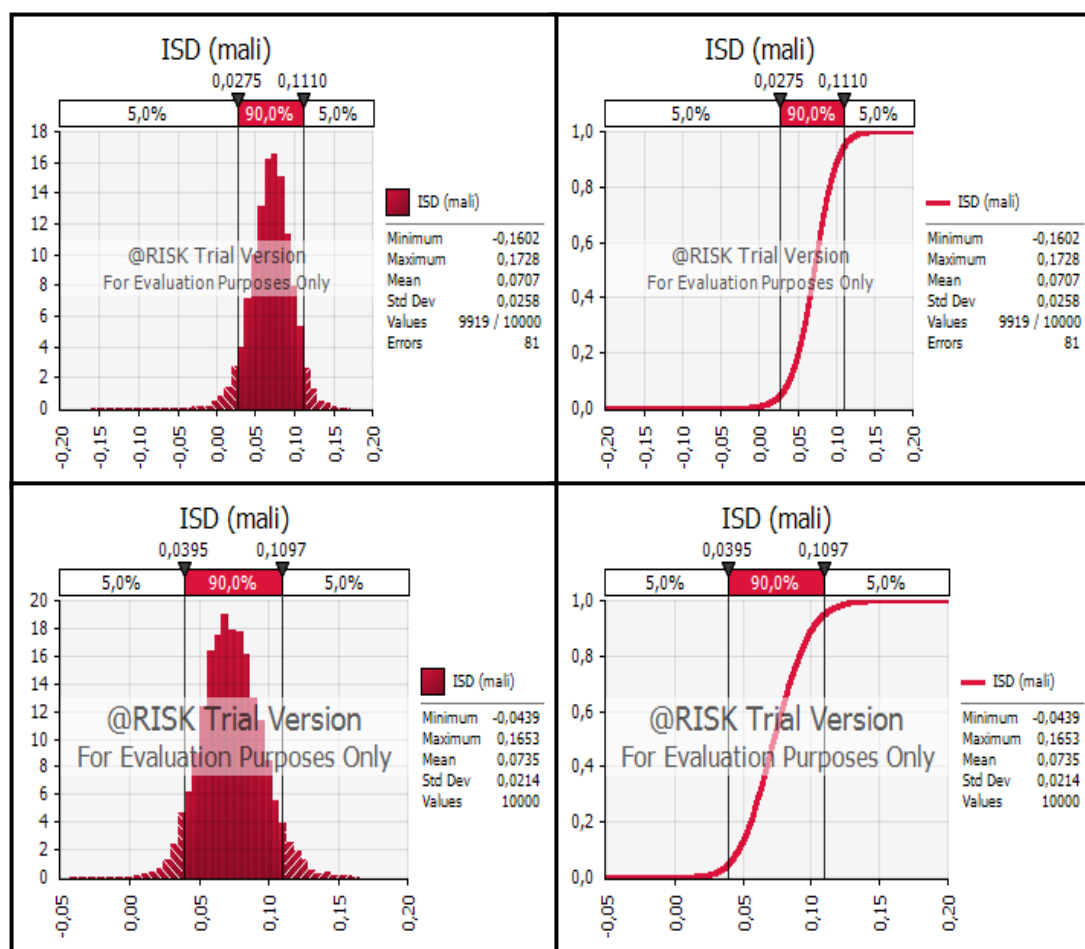 ISD (mali)
0,0275 0,1110
5,0% 90,0% 5,0%
18
16
14
12
10
8
6
4
2
0
-0,20 -0,15 -0,10 -0,05 0,00 0,05 0,10 0,15 0,20
@RISK Trial Version
For Evaluation Purposes Only
ISD (mali)
Minimum -0,1602
Maximum 0,1728
Mean 0,0707
Std Dev 0,0258
Values 9919 / 10000
Errors 81
ISD (mali)
0,0275 0,1110
5,0% 90,0% 5,0%
1,0
0,8
0,6
0,4
0,2
0,0
-0,20 -0,15 -0,10 -0,05 0,00 0,05 0,10 0,15 0,20
@RISK Trial Version
For Evaluation Purposes Only
ISD (mali)
Minimum -0,1602
Maximum 0,1728
Mean 0,0707
Std Dev 0,0258
Values 9919 / 10000
Errors 81
ISD (mali)
0,0395 0,1097
5,0% 90,0% 5,0%
20
18
16
14
12
10
8
6
4
2
0
-0,05 0,00 0,05 0,10 0,15 0,20
@RISK Trial Version
For Evaluation Purposes Only
ISD (mali)
Minimum -0,0439
Maximum 0,1653
Mean 0,0735
Std Dev 0,0214
Values 10000
ISD (mali)
0,0395 0,1097
5,0% 90,0% 5,0%
1,0
0,8
0,6
0,4
0,2
0,0
-0,05 0,00 0,05 0,10 0,15 0,20
@RISK Trial Version
For Evaluation Purposes Only
ISD (mali)
Minimum -0,0439
Maximum 0,1653
Mean 0,0735
Std Dev 0,0214
Values 10000